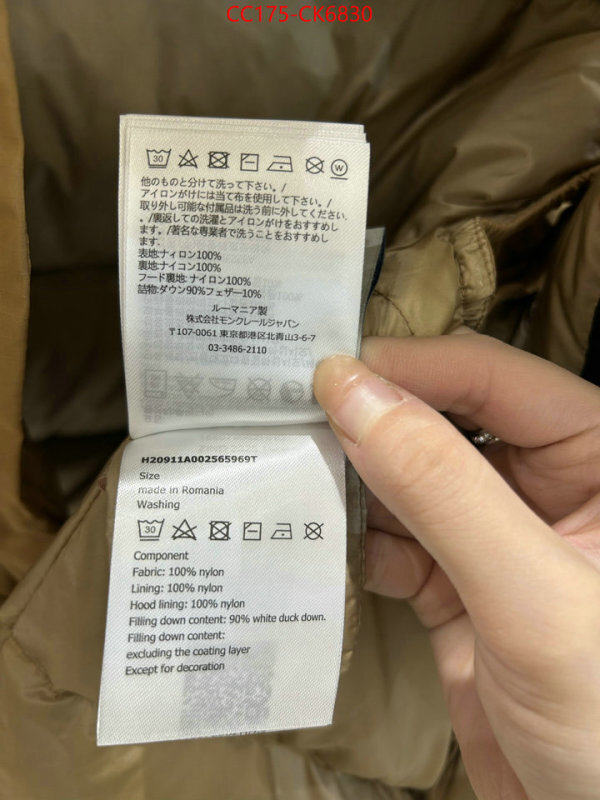 CC175-CK6830
30
W
他のものと分けて洗って下さい。/
アイロンがけには当て布を使用して下さい。/
取り外し可能な付属品は洗う前に外してください
。/裏返しての洗濯とアイロンがけをおすすめし
ます。/著名な専業家で洗うことをおすすめし
ます.
表地:ナィロン100%
裏地:ナイコン100%
フード裏地: ナイロン100%
詰物:ダウン90%フェザー10%
ルーマニア製
株式会社モンクレールジャパン
〒107-0061 東京都港区北青山3-6-7
03-3486-2110
H20911A002565969T
Size
made in Romania
Washing
30
Component
Fabric: 100% nylon
Lining: 100% nylon
Hood lining: 100% nylon
Filling down content: 90% white duck down.
Filling down content:
excluding the coating layer
Except for decoration